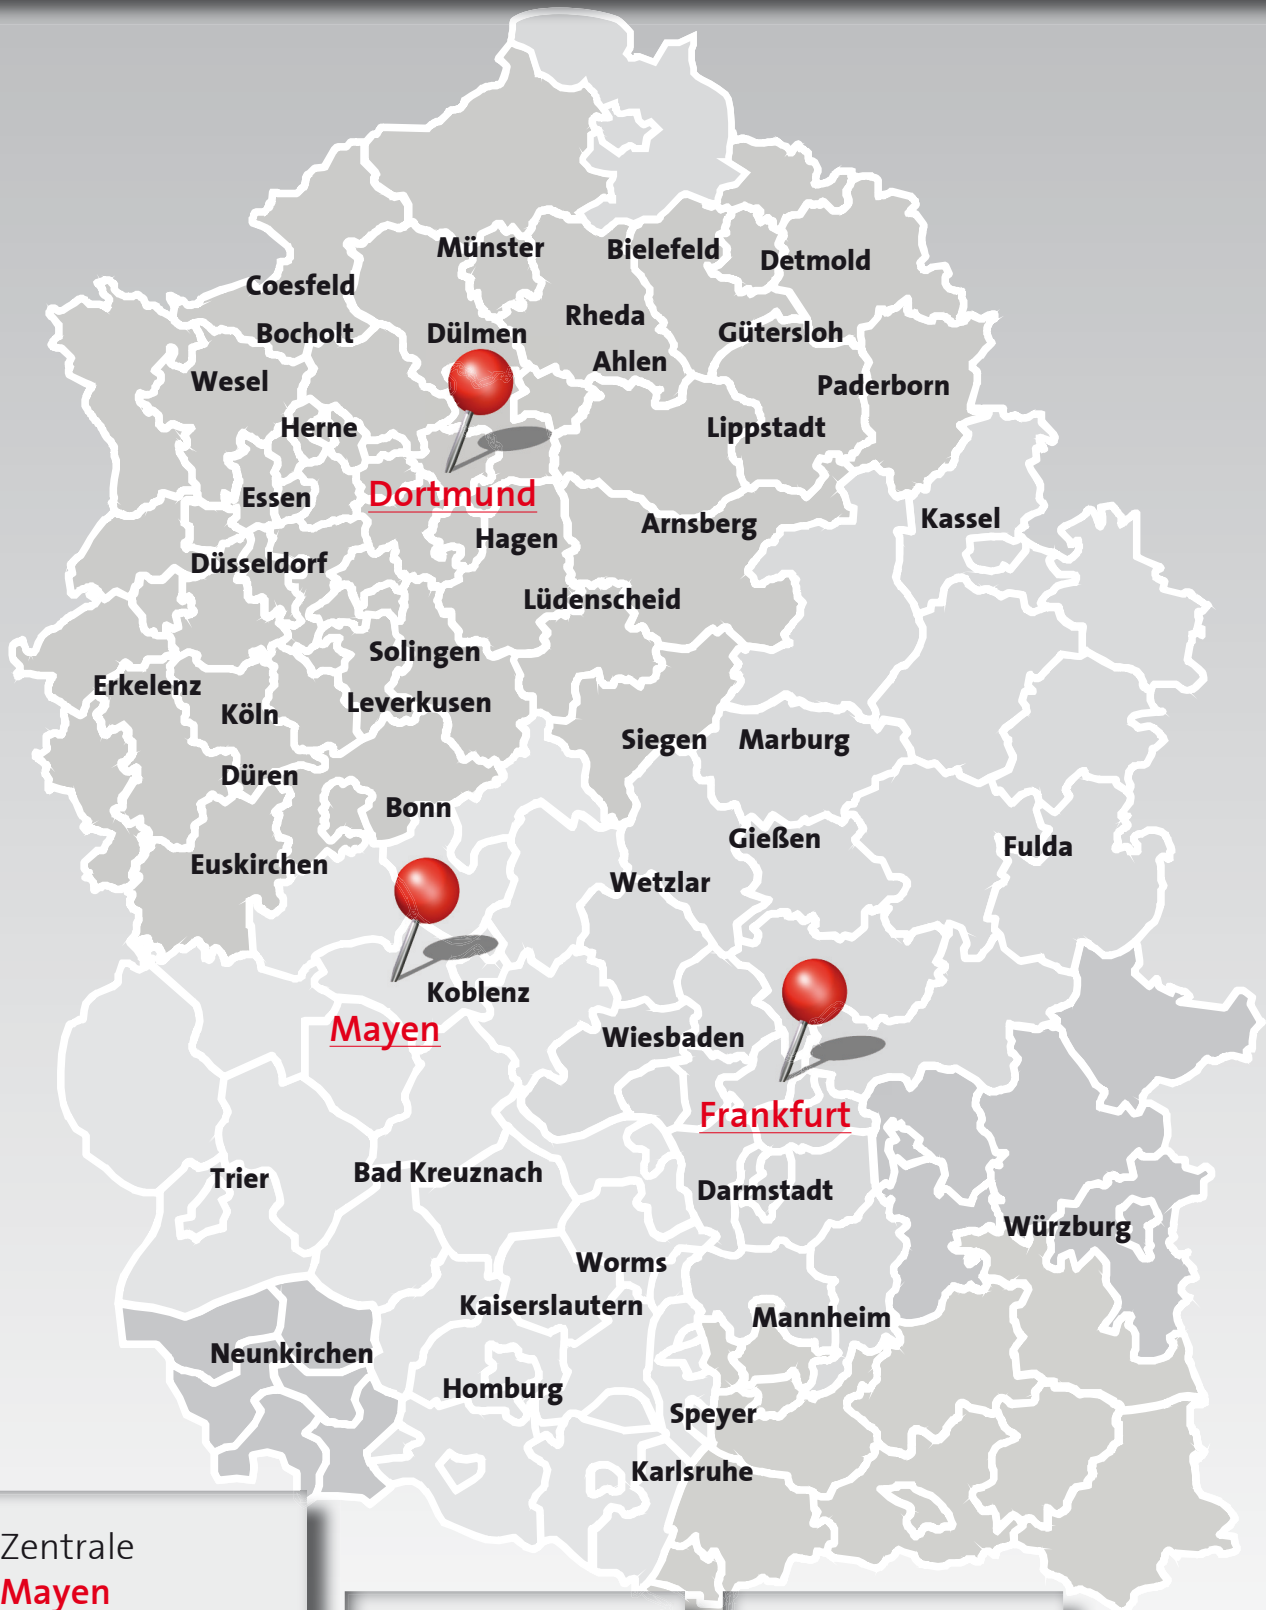 Münster
Bielefeld
Detmold
Coesfeld
Rheda
Bocholt
Dülmen
Gütersloh
Ahlen
Wesel
Paderborn
Herne
Lippstadt
Essen
Dortmund
Arnsberg
Kassel
Hagen
Düsseldorf
Lüdenscheid
Solingen
Erkelenz
Leverkusen
Köln
Siegen
Marburg
Düren
Bonn
Gießen
Fulda
Euskirchen
Wetzlar
Koblenz
Mayen
Wiesbaden
Frankfurt
Trier
Bad Kreuznach
Darmstadt
Würzburg
Worms
Kaiserslautern
Mannheim
Neunkirchen
Homburg
Speyer
Karlsruhe
Zentrale
Mayen